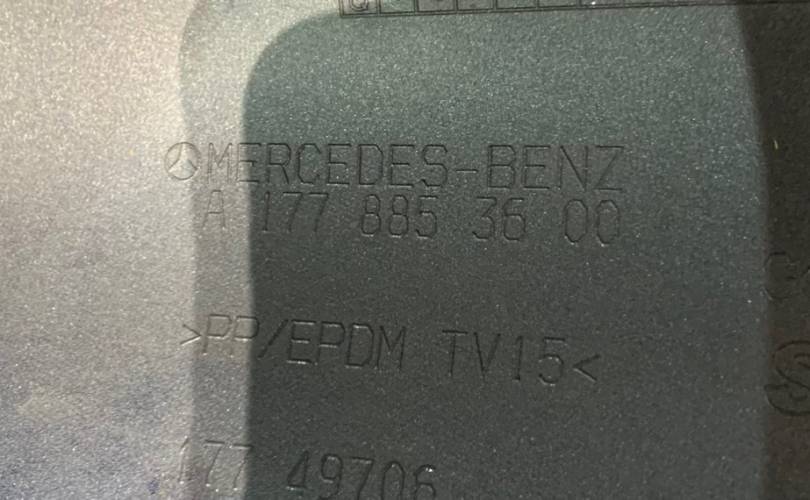 MERCEDES-BENZ
A 177 885 36 00
>PP/EPDM TV15<
177 49706